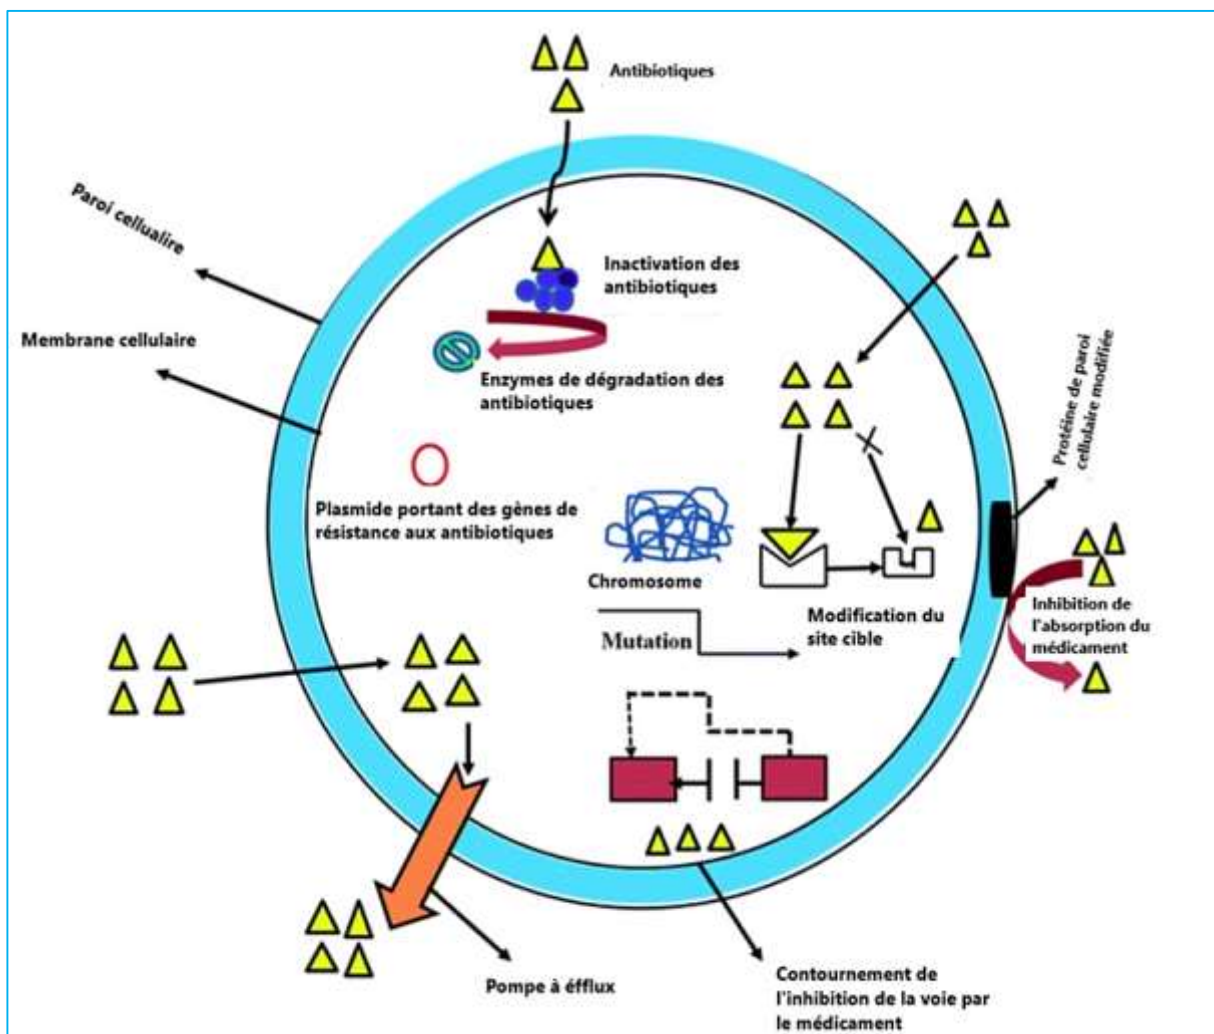 Antibiotiques
Paroi cellualire
Inactivation des
antibiotiques
Membrane cellulaire
Enzymes de dégradation des
antibiotiques
Protéine de paroi
cellulaire modifiée
Plasmide portant des gènes de
résistance aux antibiotiques
Chromosome
Mutation
Modification du
site cible
Inhibition de
l'absorption du
médicament
Pompe à éfflux
Contournement de
l'inhibition de la voie par
le médicament